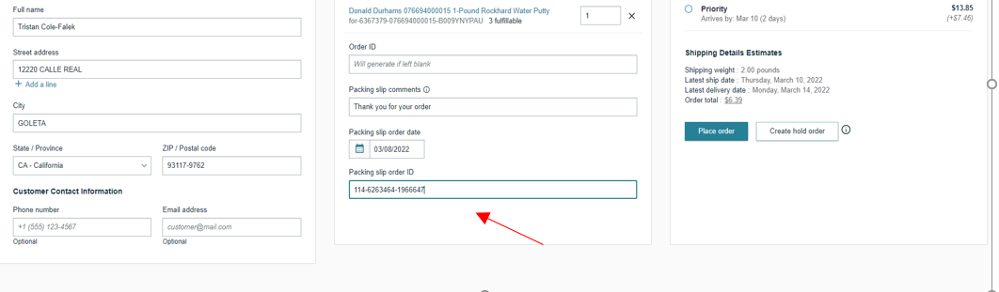 Full name
Tristan Cole-Falek
Street address
12220 CALLE REAL
+ Add a line
City
GOLETA
State / Province
ZIP / Postal code
CA - California
93117-9762
Customer Contact Information
Phone number
Email address
+1 (555) 123-4567
customer@mail.com
Optional
Optional
Donald Durhams 076694000015 1-Pound Rockhard Water Putty
for-6367379-076694000015-B009YNYPAU 3 fulfillable
1
Order ID
Will generate if left blank
Packing slip comments
Thank you for your order
Packing slip order date
03/08/2022
Packing slip order ID
114-6263464-1966647
Priority
$13.85
Arrives by: Mar 10 (2 days)
(+$7.46)
Shipping Details Estimates
Shipping weight : 2.00 pounds
Latest ship date : Thursday, March 10, 2022
Latest delivery date : Monday, March 14, 2022
Order total : $6.39
Place order
Create hold order